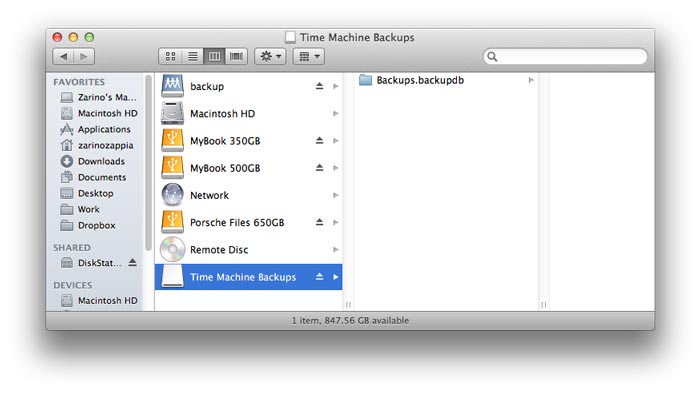 Time Machine Backups
FAVORITES
Zarino's Ma...
Macintosh HD
Applications
zarinozappia
Downloads
Documents
Desktop
Work
Dropbox
SHARED
DiskStat...
DEVICES
Macintosh HD
backup
Macintosh HD
MyBook 350GB
MyBook 500GB
Network
Porsche Files 650GB
Remote Disc
Time Machine Backups
Backups.backupdb
1 item, 847.56 GB available